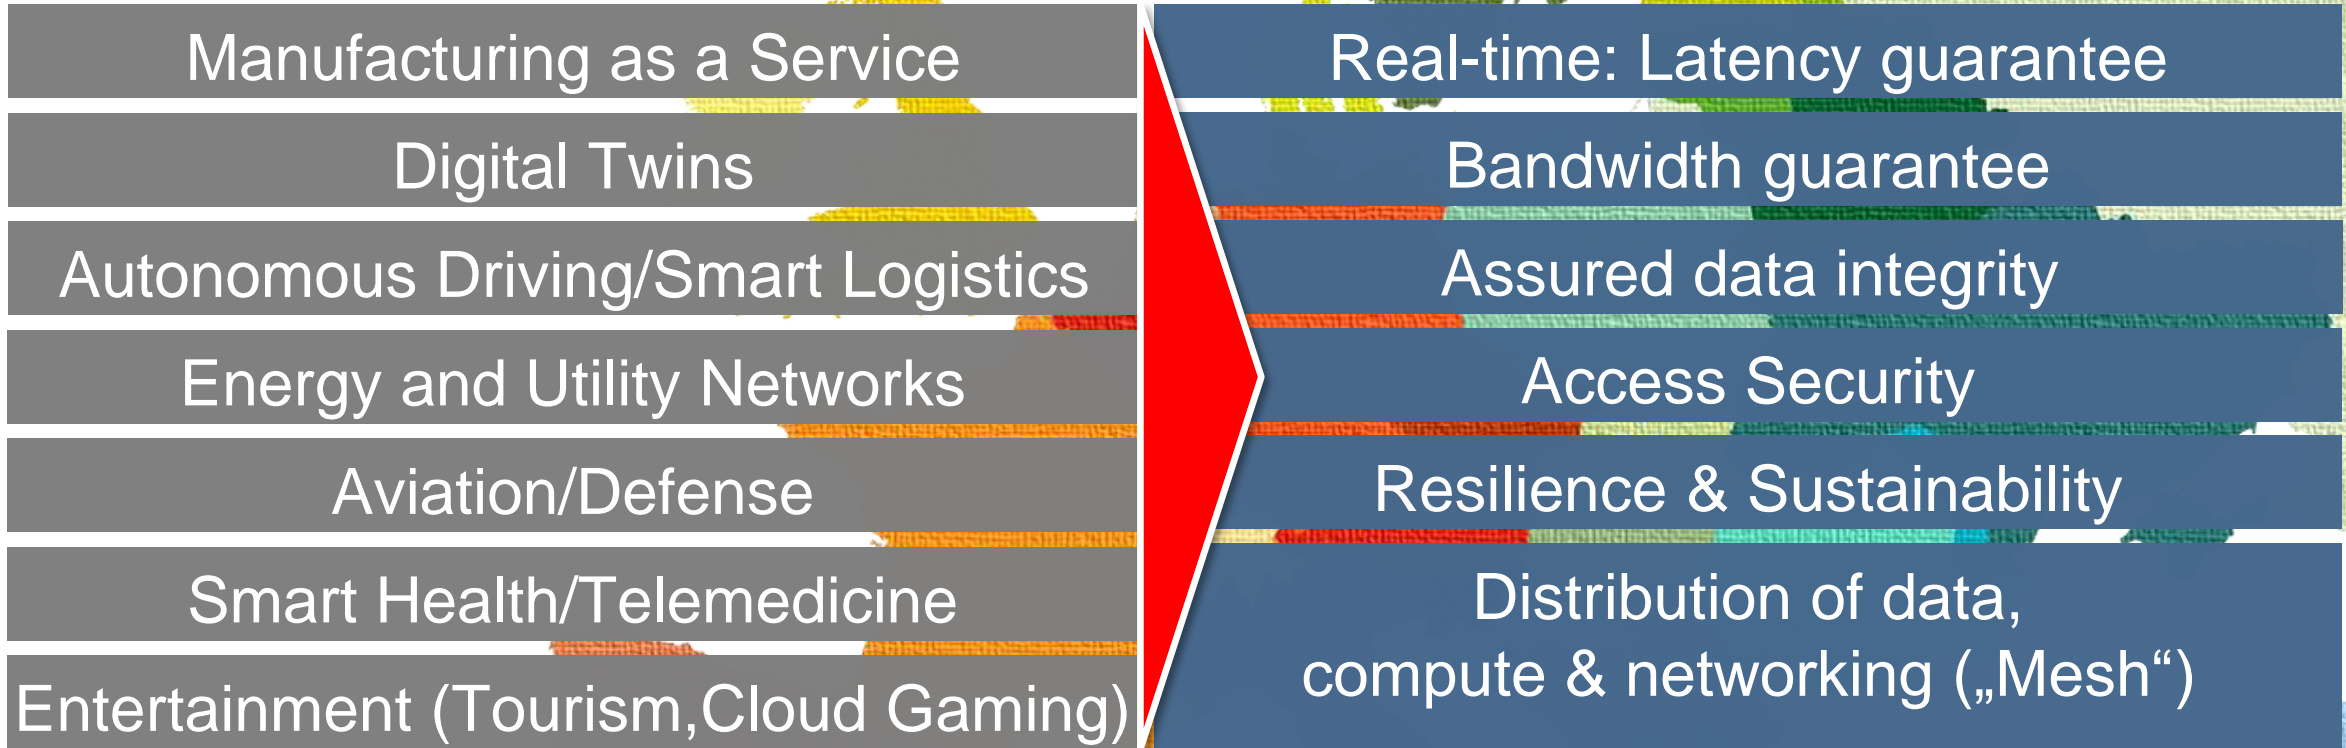 Manufacturing as a Service
Digital Twins
Autonomous Driving/Smart Logistics
Energy and Utility Networks
Aviation/Defense
Smart Health/Telemedicine
Entertainment (Tourism,Cloud Gaming)
Real-time: Latency guarantee
Bandwidth guarantee
Assured data integrity
Access Security
Resilience & Sustainability
Distribution of data,
compute & networking („Mesh“)